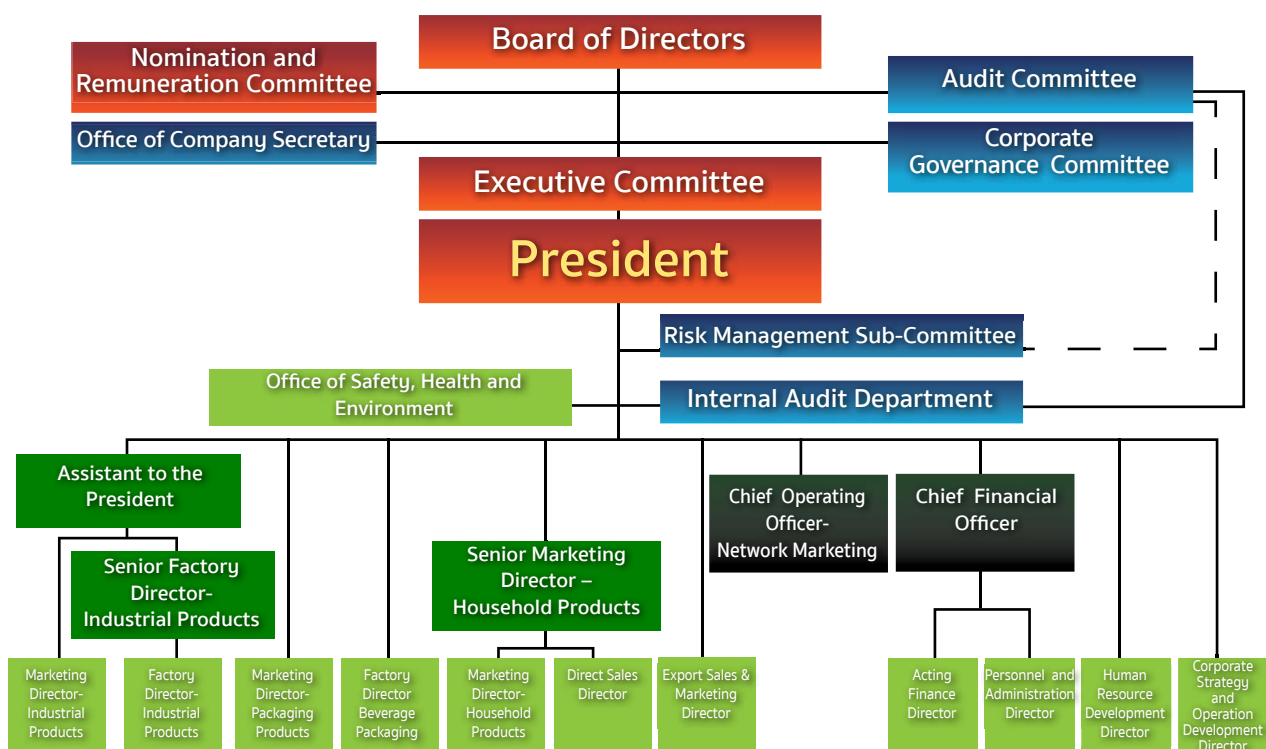 Board of Directors
Nomination and
Remuneration Committee
Audit Committee
Office of Company Secretary
Corporate
Governance Committee
Executive Committee
President
Risk Management Sub-Committee
Office of Safety, Health and
Environment
Internal Audit Department
Assistant to the
President
Chief Operating
Officer-
Network Marketing
Chief Financial
Officer
Senior Factory
Director-
Industrial Products
Senior Marketing
Director –
Household Products
Marketing
Director-
Industrial
Products
Factory
Director-
Industrial
Products
Marketing
Director-
Packaging
Products
Factory
Director
Beverage
Packaging
Marketing
Director-
Household
Products
Direct Sales
Director
Export Sales &
Marketing
Director
Acting
Finance
Director
Personnel and
Administration
Director
Human
Resource
Development
Director
Corporate
Strategy
and
Operation
Development
Director